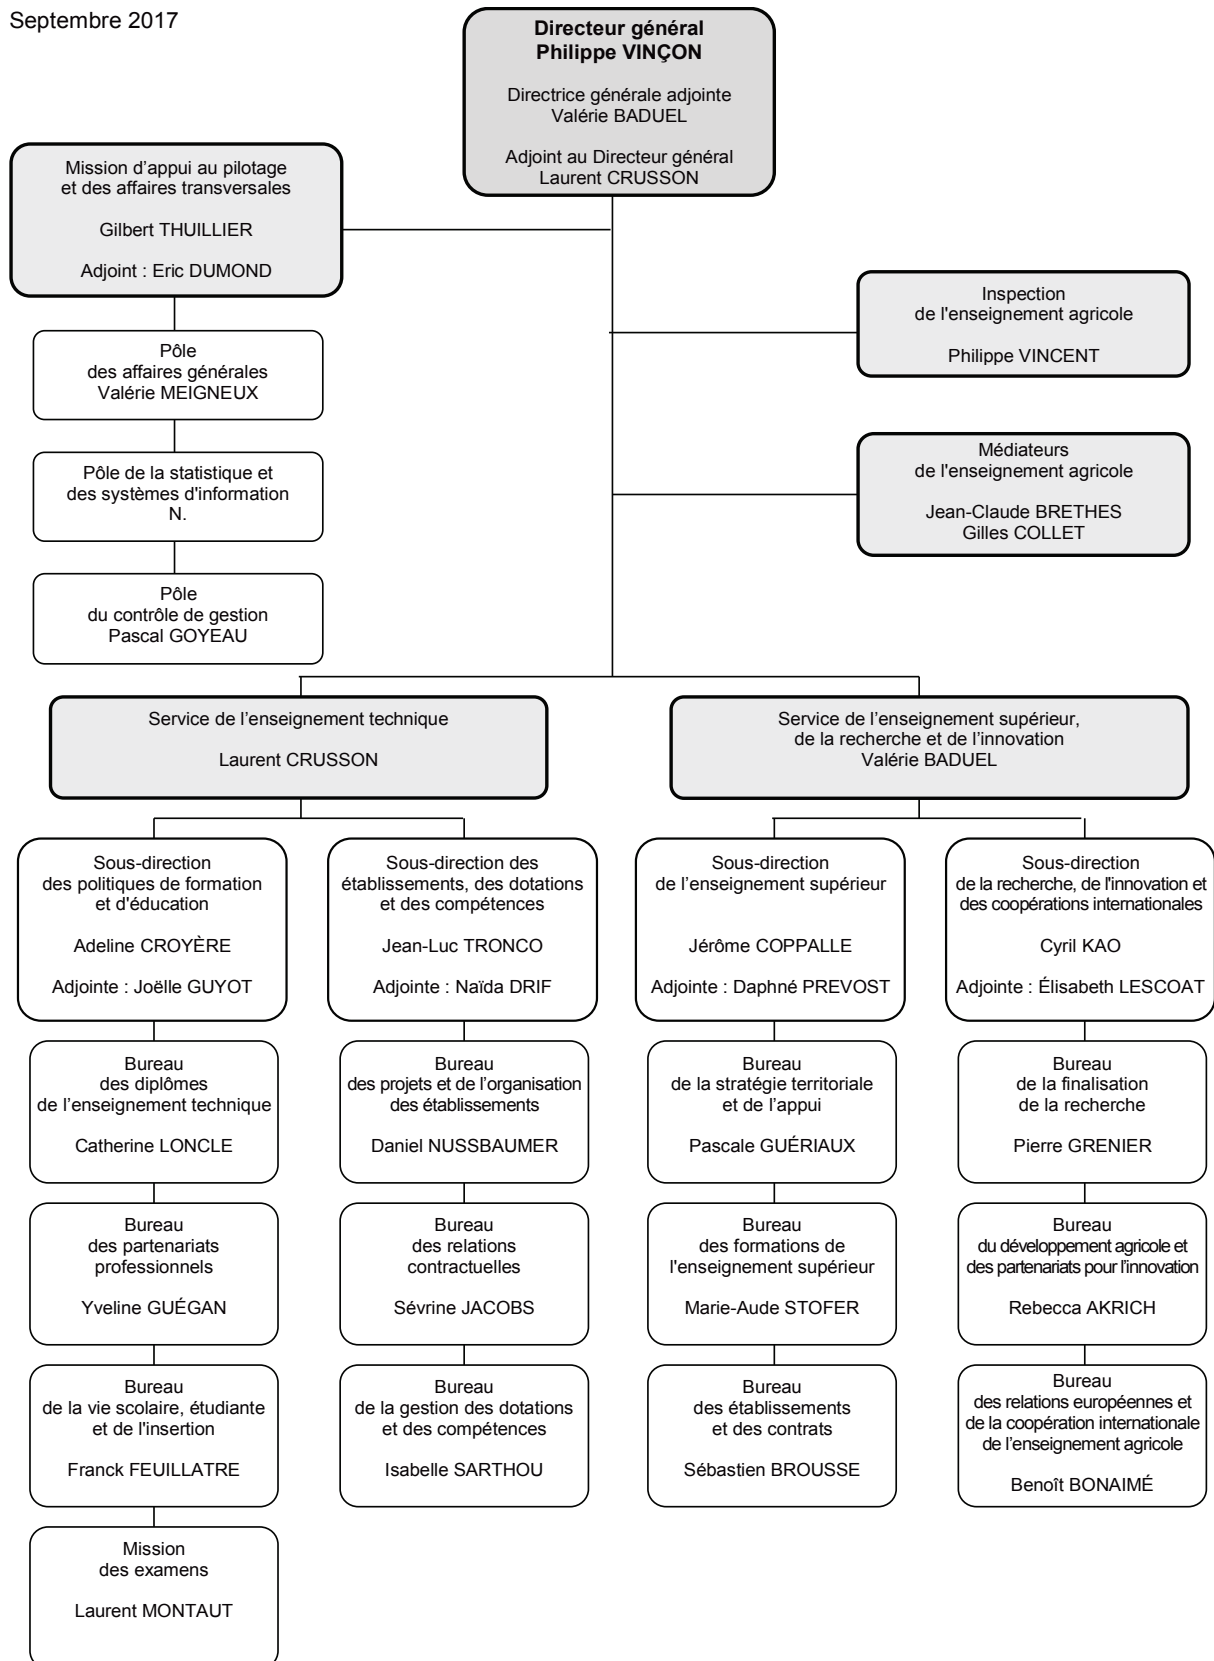 Septembre 2017
Directeur général
Philippe VINÇON
Directrice générale adjointe
Valérie BADUEL
Adjoint au Directeur général
Laurent CRUSSON
Mission d’appui au pilotage
et des affaires transversales
Gilbert THUILLIER
Adjoint : Eric DUMOND
Inspection
de l'enseignement agricole
Philippe VINCENT
Pôle
des affaires générales
Valérie MEIGNEUX
Médiateurs
de l'enseignement agricole
Jean-Claude BRETHES
Gilles COLLET
Pôle de la statistique et
des systèmes d'information
N.
Pôle
du contrôle de gestion
Pascal GOYEAU
Service de l’enseignement technique
Laurent CRUSSON
Service de l’enseignement supérieur,
de la recherche et de l’innovation
Valérie BADUEL
Sous-direction
des politiques de formation
et d'éducation
Adeline CROYÈRE
Adjointe : Joëlle GUYOT
Sous-direction des
établissements, des dotations
et des compétences
Jean-Luc TRONCO
Adjointe : Naïda DRIF
Sous-direction
de l’enseignement supérieur
Jérôme COPPALLE
Adjointe : Daphné PREVOST
Sous-direction
de la recherche, de l'innovation et
des coopérations internationales
Cyril KAO
Adjointe : Élisabeth LESCOAT
Bureau
des diplômes
de l’enseignement technique
Catherine LONCLE
Bureau
des projets et de l’organisation
des établissements
Daniel NUSSBAUMER
Bureau
de la stratégie territoriale
et de l’appui
Pascale GUÉRIAUX
Bureau
de la finalisation
de la recherche
Pierre GRENIER
Bureau
des partenariats
professionnels
Yveline GUÉGAN
Bureau
des relations
contractuelles
Sévrine JACOBS
Bureau
des formations de
l'enseignement supérieur
Marie-Aude STOFER
Bureau
du développement agricole et
des partenariats pour l’innovation
Rebecca AKRICH
Bureau
de la vie scolaire, étudiante
et de l'insertion
Franck FEUILLATRE
Bureau
de la gestion des dotations
et des compétences
Isabelle SARTHOU
Bureau
des établissements
et des contrats
Sébastien BROUSSE
Bureau
des relations européennes et
de la coopération internationale
de l’enseignement agricole
Benoît BONAIMÉ
Mission
des examens
Laurent MONTAUT